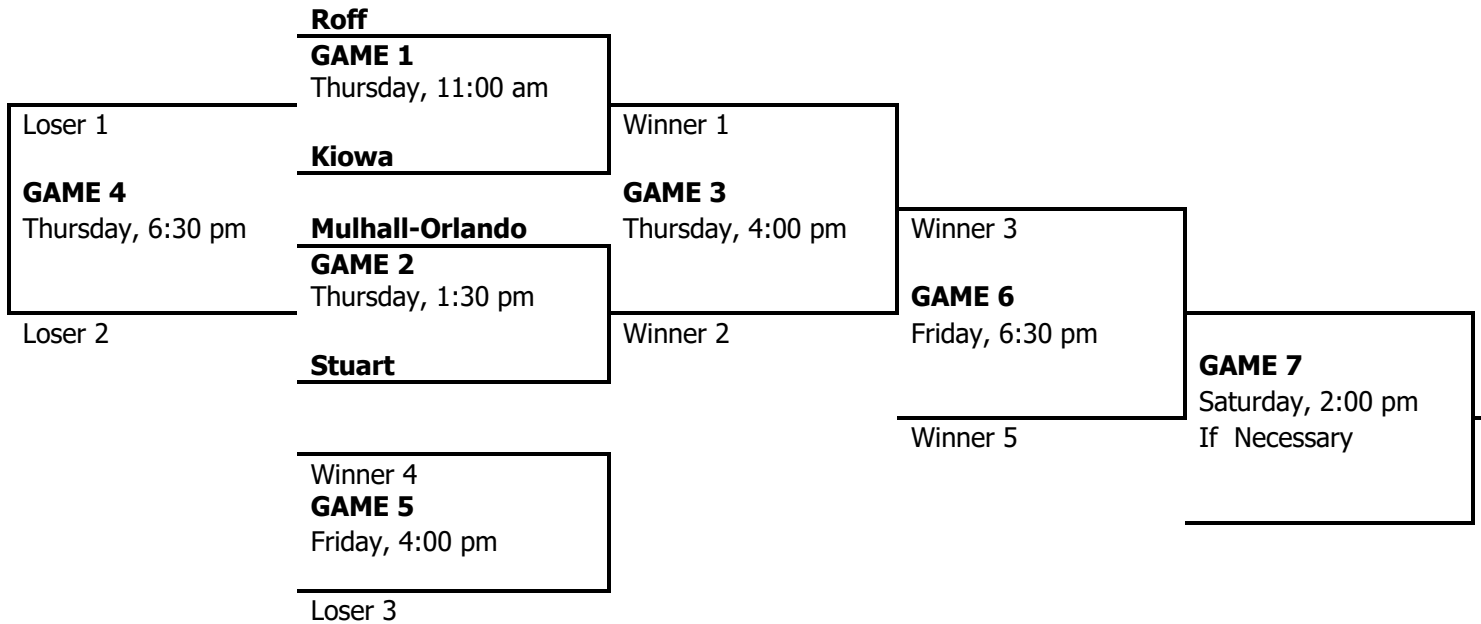 Roff
GAME 1
Thursday, 11:00 am
Loser 1
Winner 1
Kiowa
GAME 4
GAME 3
Thursday, 6:30 pm
Mulhall-Orlando
Thursday, 4:00 pm
Winner 3
GAME 2
Thursday, 1:30 pm
GAME 6
Loser 2
Winner 2
Friday, 6:30 pm
Stuart
GAME 7
Saturday, 2:00 pm
Winner 5
If Necessary
Winner 4
GAME 5
Friday, 4:00 pm
Loser 3